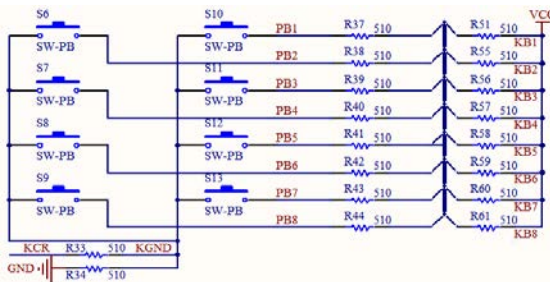 VCC
S6 S10 PB1 R37 510 R51 510
SW-PB SW-PB KB1
PB2 R38 510 R55 510
KB2
S7 S11 PB3 R39 510 R56 510
SW-PB SW-PB KB3
PB4 R40 510 R57 510
KB4
S8 S12 PB5 R41 510 R58 510
SW-PB SW-PB KB5
PB6 R42 510 R59 510
KB6
S9 S13 PB7 R43 510 R60 510
SW-PB SW-PB KB7
PB8 R44 510 R61 510
KB8
KCR R33 510 KGND
GND R34 510